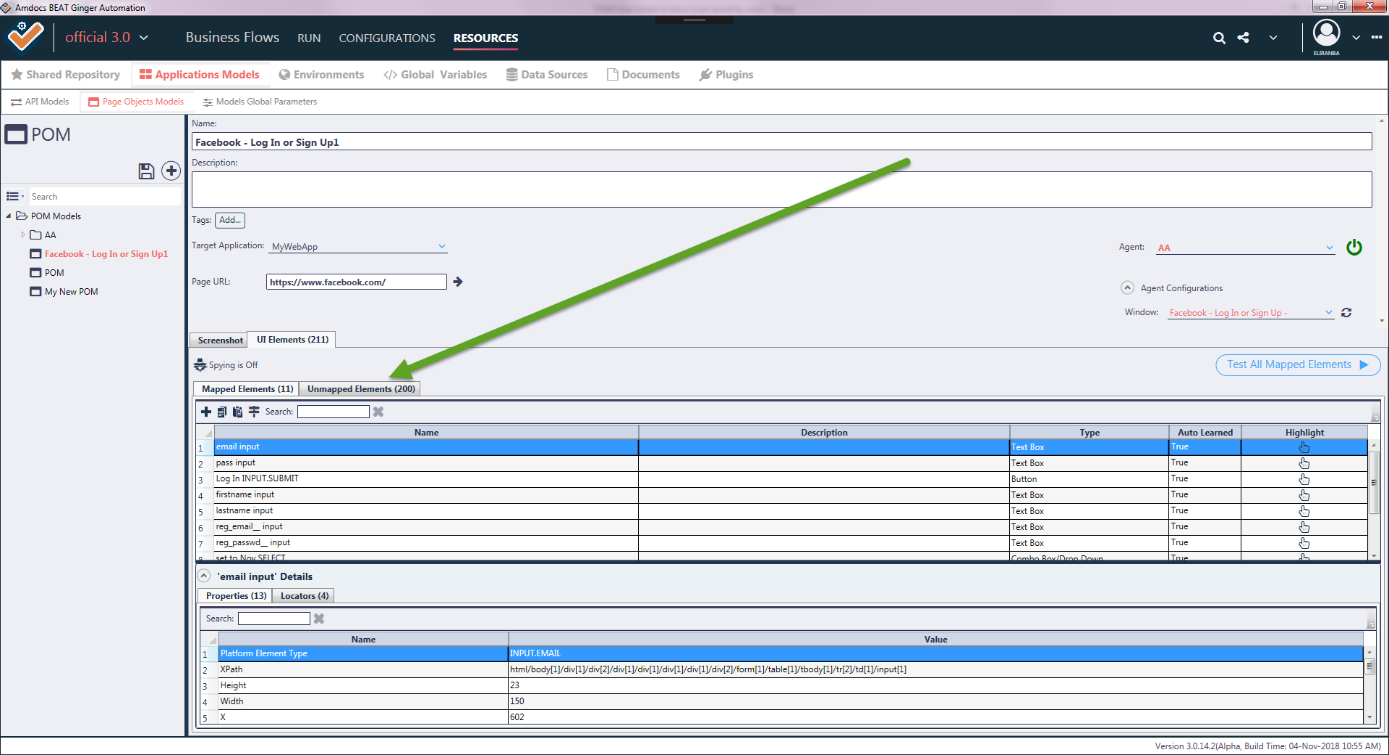 Amdocs BEAT Ginger Automation
official 3.0 Business Flows RUN CONFIGURATIONS RESOURCES
ELIRANBA
Shared Repository Applications Models Environments </> Global Variables Data Sources Documents Plugins
API Models Page Objects Models Models Global Parameters
POM
Search
POM Models
AA
Facebook - Log In or Sign Up1
POM
My New POM
Name:
Facebook - Log In or Sign Up1
Description:
Tags: Add...
Target Application: MyWebApp Agent: AA
Page URL: https://www.facebook.com/ Agent Configurations
Window: Facebook - Log In or Sign Up -
Screenshot UI Elements (211)
Spying is Off Test All Mapped Elements
Mapped Elements (11) Unmapped Elements (200)
Search:
Name Description Type Auto Learned Highlight
1 email input Text Box True
2 pass input Text Box True
3 Log In INPUT.SUBMIT Button True
4 firstname input Text Box True
5 lastname input Text Box True
6 reg_email__ input Text Box True
7 reg_passwd__ input Text Box True
8 set to Nov SELECT Combo Box/Drop Down True
'email input' Details
Properties (13) Locators (4)
Search:
Name Value
1 Platform Element Type INPUT.EMAIL
2 XPath html/body[1]/div[1]/div[2]/div[1]/div[1]/div[1]/div[1]/div[2]/form[1]/table[1]/tbody[1]/tr[2]/td[1]/input[1]
3 Height 23
4 Width 150
5 X 602
Version 3.0.14.2(Alpha, Build Time: 04-Nov-2018 10:55 AM)